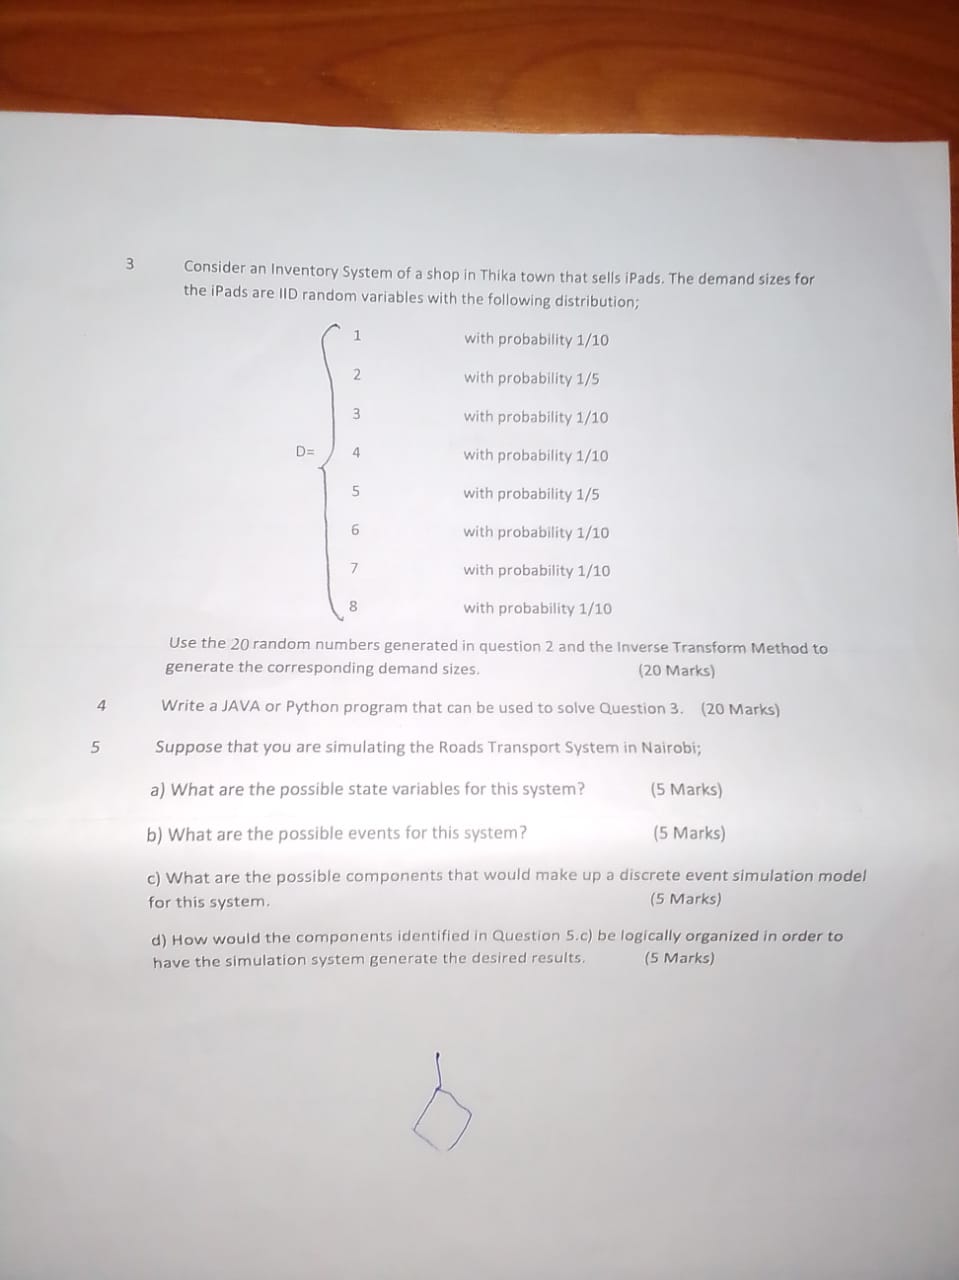 3 Consider an Inventory System of a shop in Thika town that sells iPads. The demand sizes for
the iPads are IID random variables with the following distribution;
1 with probability 1/10
2 with probability 1/5
3 with probability 1/10
D= 4 with probability 1/10
5 with probability 1/5
6 with probability 1/10
7 with probability 1/10
8 with probability 1/10
Use the 20 random numbers generated in question 2 and the Inverse Transform Method to
generate the corresponding demand sizes. (20 Marks)
4 Write a JAVA or Python program that can be used to solve Question 3. (20 Marks)
5 Suppose that you are simulating the Roads Transport System in Nairobi;
a) What are the possible state variables for this system? (5 Marks)
b) What are the possible events for this system? (5 Marks)
c) What are the possible components that would make up a discrete event simulation model
for this system. (5 Marks)
d) How would the components identified in Question 5.c) be logically organized in order to
have the simulation system generate the desired results. (5 Marks)